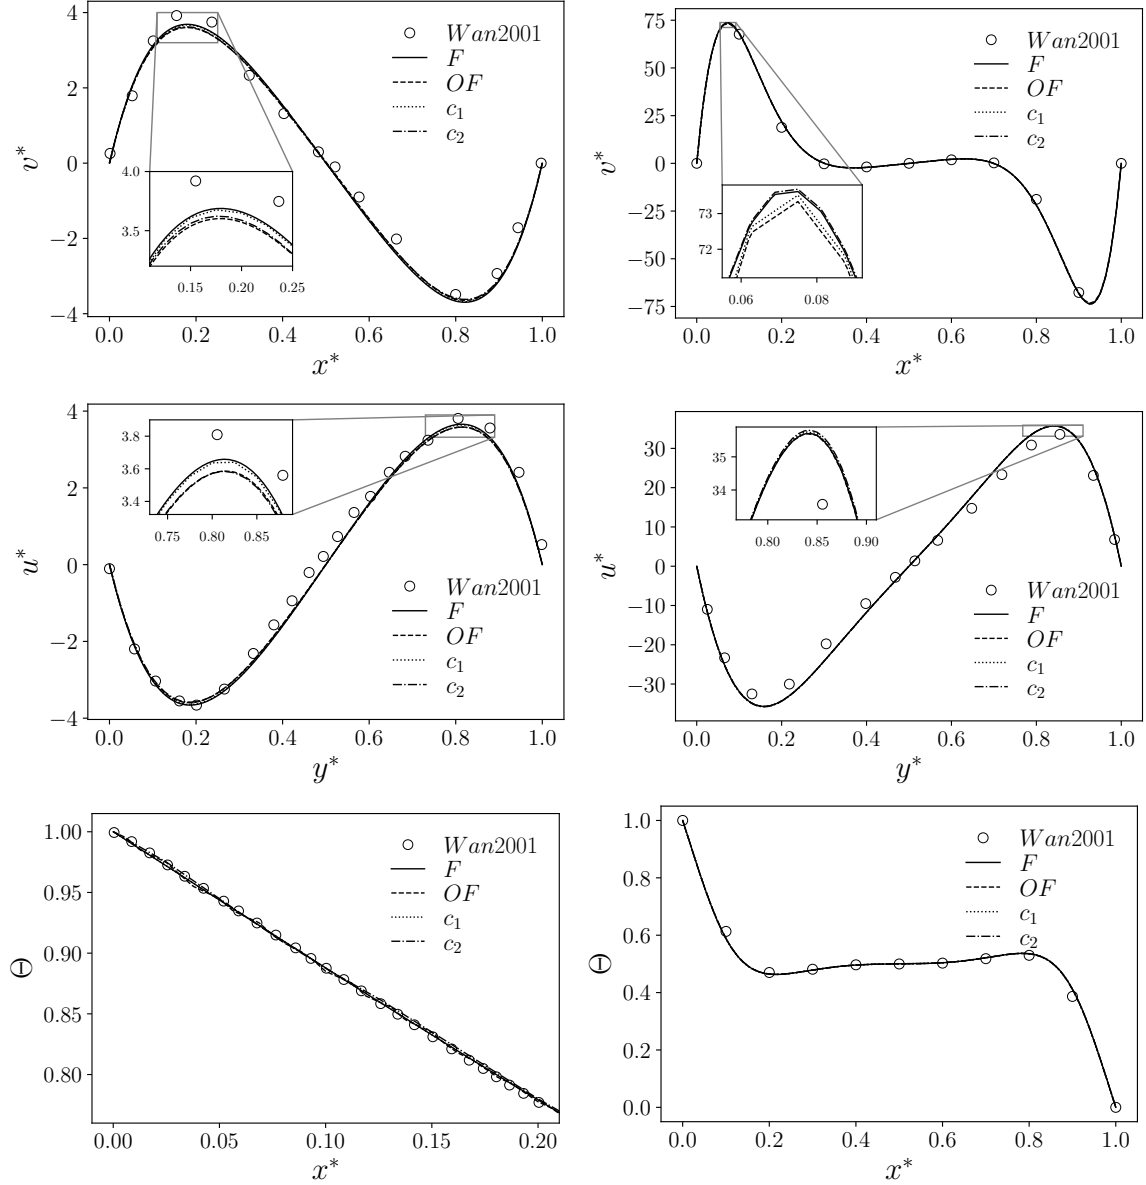 4
2
0
−2
−4
v*
0.0
0.2
0.4
0.6
0.8
1.0
x*
Wan2001
F
OF
c1
c2
4.0
3.5
0.15
0.20
0.25
75
50
25
0
−25
−50
−75
v*
0.0
0.2
0.4
0.6
0.8
1.0
x*
Wan2001
F
OF
c1
c2
73
72
0.06
0.08
4
2
0
−2
−4
u*
0.0
0.2
0.4
0.6
0.8
1.0
y*
3.8
3.6
3.4
0.75
0.80
0.85
Wan2001
F
OF
c1
c2
30
20
10
0
−10
−20
−30
u*
0.0
0.2
0.4
0.6
0.8
1.0
y*
35
34
0.80
0.85
0.90
Wan2001
F
OF
c1
c2
1.00
0.95
0.90
0.85
0.80
Θ
0.00
0.05
0.10
0.15
0.20
x*
Wan2001
F
OF
c1
c2
1.0
0.8
0.6
0.4
0.2
0.0
Θ
0.0
0.2
0.4
0.6
0.8
1.0
x*
Wan2001
F
OF
c1
c2